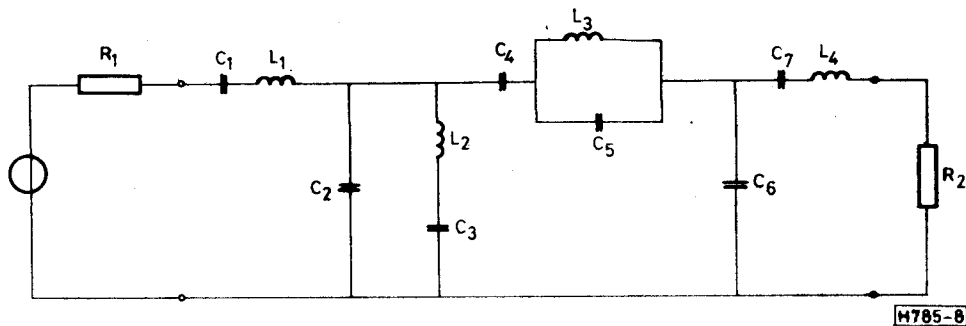 L₃
C₄
C₇
L₄
R₁
C₁
L₁
C₅
L₂
C₂
C₃
C₆
R₂
H785-8